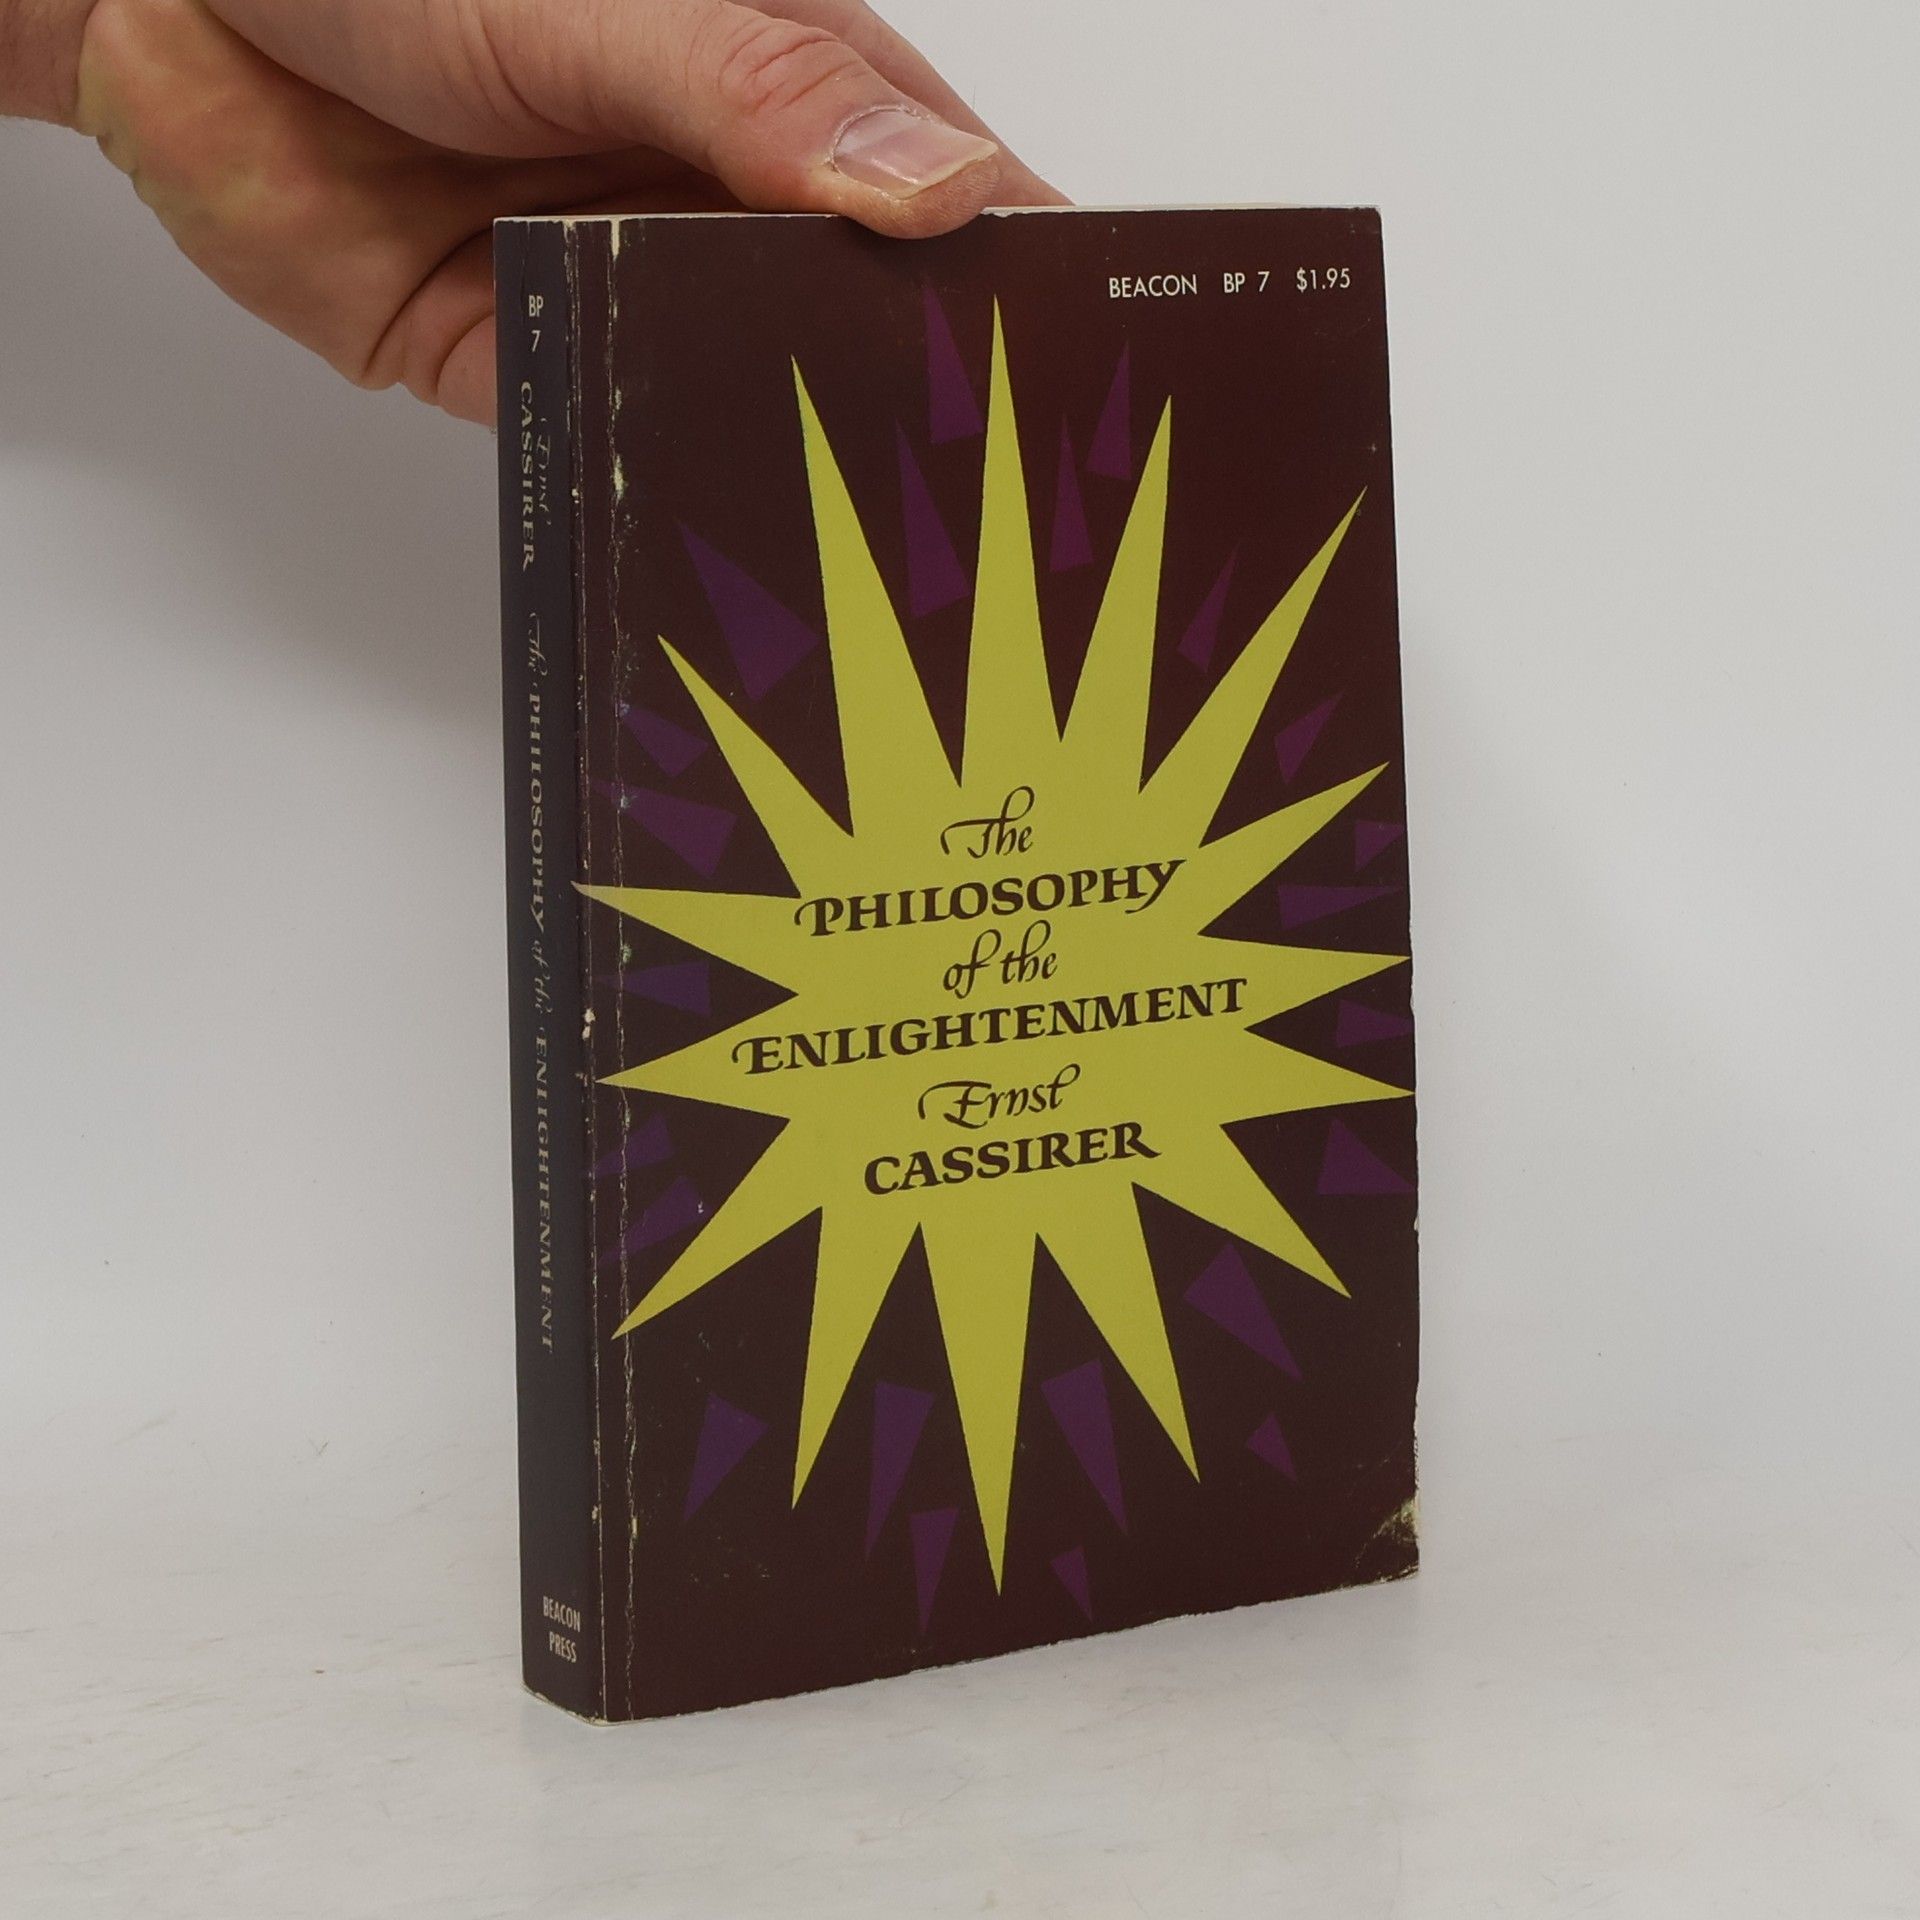 BEACON BP 7 $1.95
The
PHILOSOPHY
of the
ENLIGHTENMENT
Ernst
CASSIRER
BP
7
Ernst
CASSIRER
The PHILOSOPHY of the ENLIGHTENMENT
BEACON
PRESS